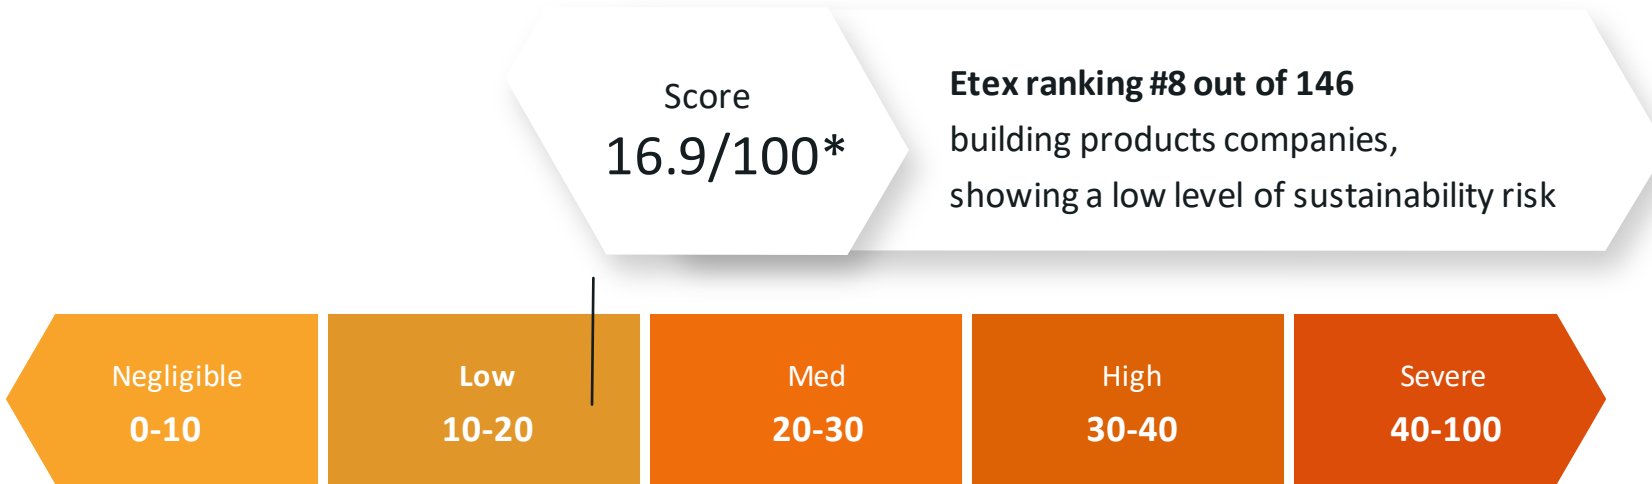 Score
16.9/100*
Etex ranking #8 out of 146
building products companies,
showing a low level of sustainability risk
Negligible
0-10
Low
10-20
Med
20-30
High
30-40
Severe
40-100